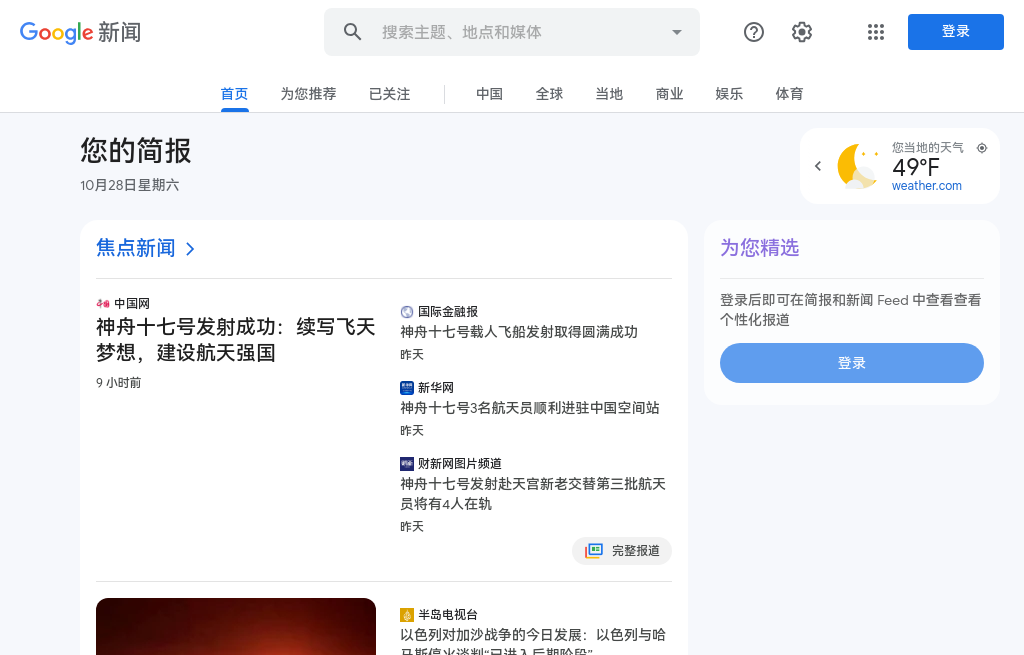 Google 新闻
搜索主题、地点和媒体
登录
首页
为您推荐
已关注
中国
全球
当地
商业
娱乐
体育
您的简报
10月28日星期六
您当地的天气
49°F
weather.com
焦点新闻
中国网
神舟十七号发射成功：续写飞天
梦想，建设航天强国
9 小时前
国际金融报
神舟十七号载人飞船发射取得圆满成功
昨天
新华网
神舟十七号3名航天员顺利进驻中国空间站
昨天
财新网图片频道
神舟十七号发射赴天宫新老交替第三批航天
员将有4人在轨
昨天
完整报道
半岛电视台
以色列对加沙战争的今日发展：以色列与哈
马斯停火谈判“已进入后期阶段”
为您精选
登录后即可在简报和新闻 Feed 中查看查看
个性化报道
登录